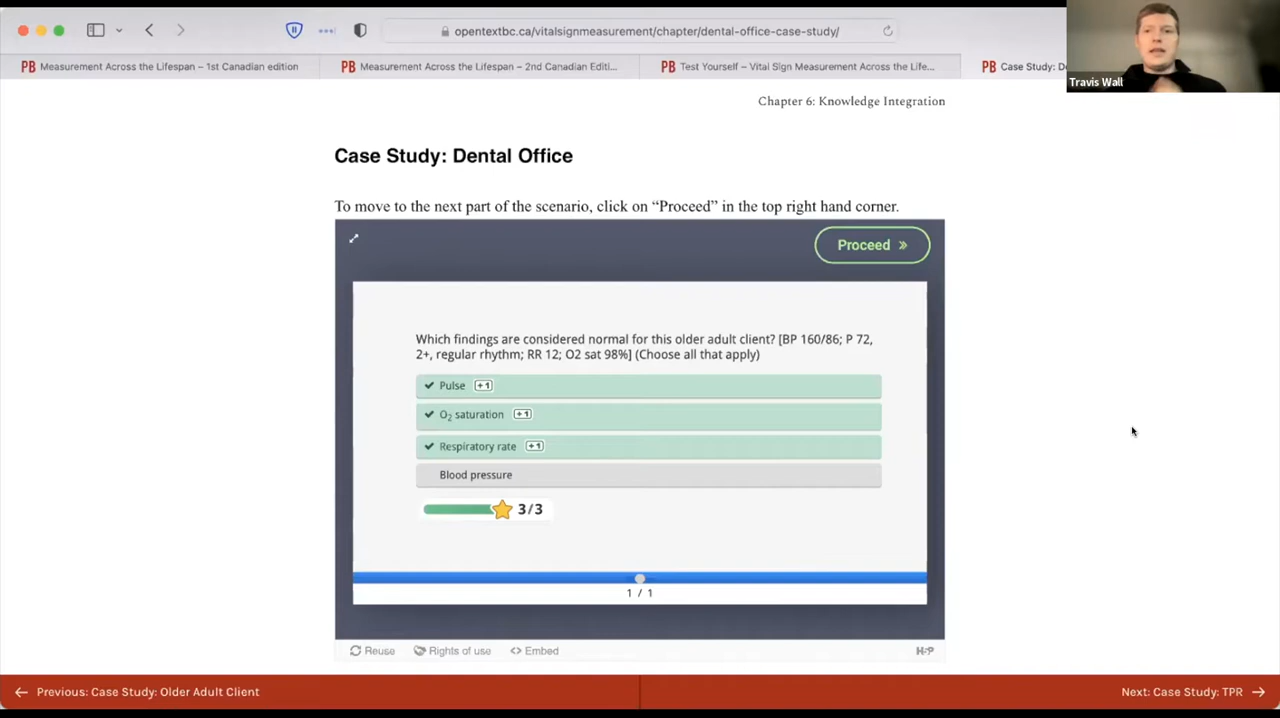 opentextbc.ca/vitalsignmeasurement/chapter/dental-office-case-study/
PB Measurement Across the Lifespan – 1st Canadian edition
PB Measurement Across the Lifespan – 2nd Canadian Editi...
PB Test Yourself – Vital Sign Measurement Across the Life...
PB Case Study: De
Travis Wall
Chapter 6: Knowledge Integration
Case Study: Dental Office
To move to the next part of the scenario, click on “Proceed” in the top right hand corner.
Proceed »
Which findings are considered normal for this older adult client? [BP 160/86; P 72,
2+, regular rhythm; RR 12; O2 sat 98%] (Choose all that apply)
✔ Pulse +1
✔ O₂ saturation +1
✔ Respiratory rate +1
Blood pressure
3/3
1 / 1
Reuse
Rights of use
<> Embed
H-P
← Previous: Case Study: Older Adult Client
Next: Case Study: TPR →